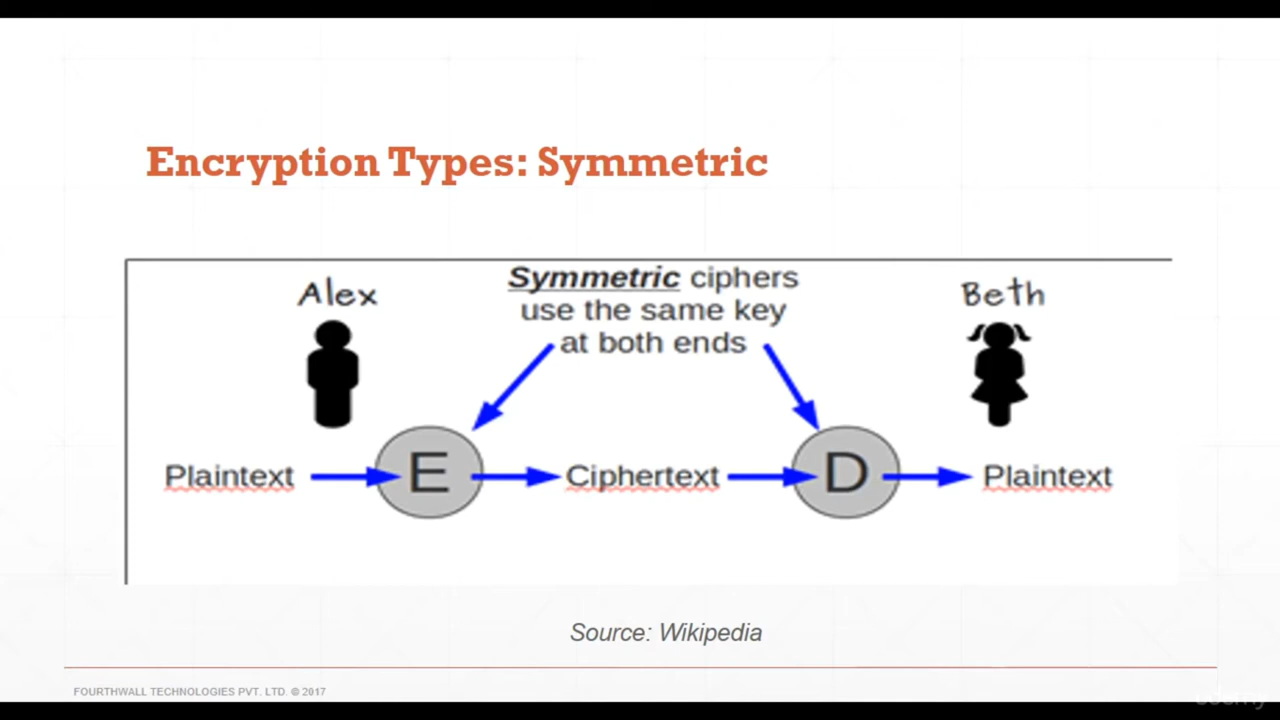 Encryption Types: Symmetric
Alex
Symmetric ciphers
use the same key
at both ends
Beth
Plaintext
E
Ciphertext
D
Plaintext
Source: Wikipedia
FOURTHWALL TECHNOLOGIES PVT. LTD. © 2017